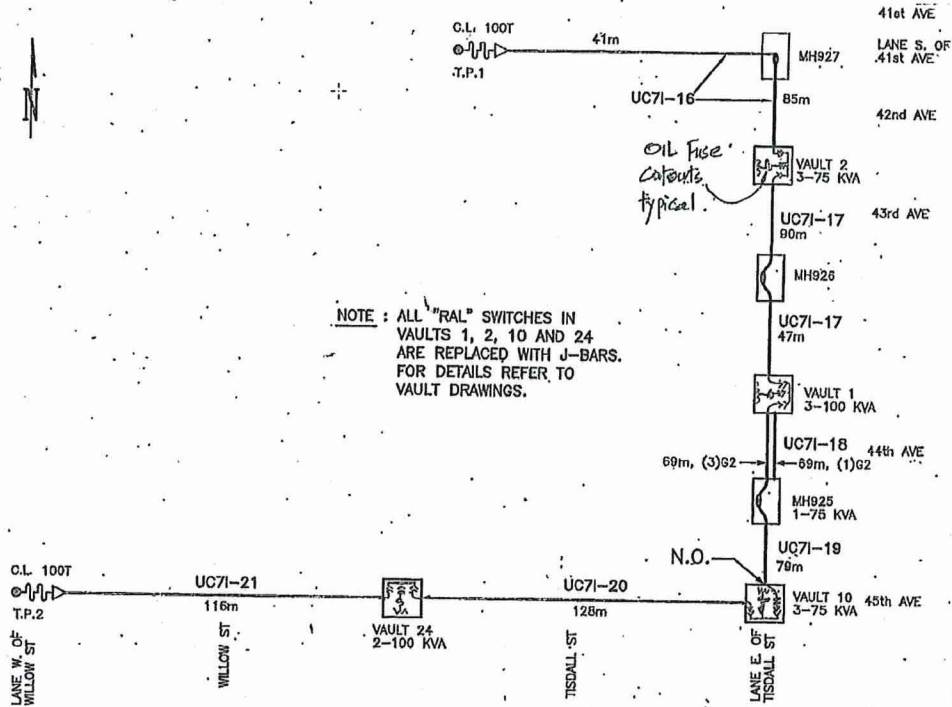 41st AVE
C.L. 100T
41m
LANE S. OF
41st AVE
MH927
T.P.1
N
UC71-16
85m
42nd AVE
OIL Fuse
Cutouts
typical.
VAULT 2
3-75 KVA
43rd AVE
UC71-17
90m
MH926
NOTE : ALL "RAL" SWITCHES IN
VAULTS 1, 2, 10 AND 24
ARE REPLACED WITH J-BARS.
FOR DETAILS REFER TO
VAULT DRAWINGS.
UC71-17
47m
VAULT 1
3-100 KVA
UC71-18
44th AVE
69m, (3)G2
69m, (1)G2
MH925
1-75 KVA
N.O.
UC71-19
79m
C.L. 100T
T.P.2
UC71-21
116m
UC71-20
128m
VAULT 10
3-75 KVA
45th AVE
VAULT 24
2-100 KVA
LANE W. OF
WILLOW ST
WILLOW ST
TISDALL ST
LANE E. OF
TISDALL ST